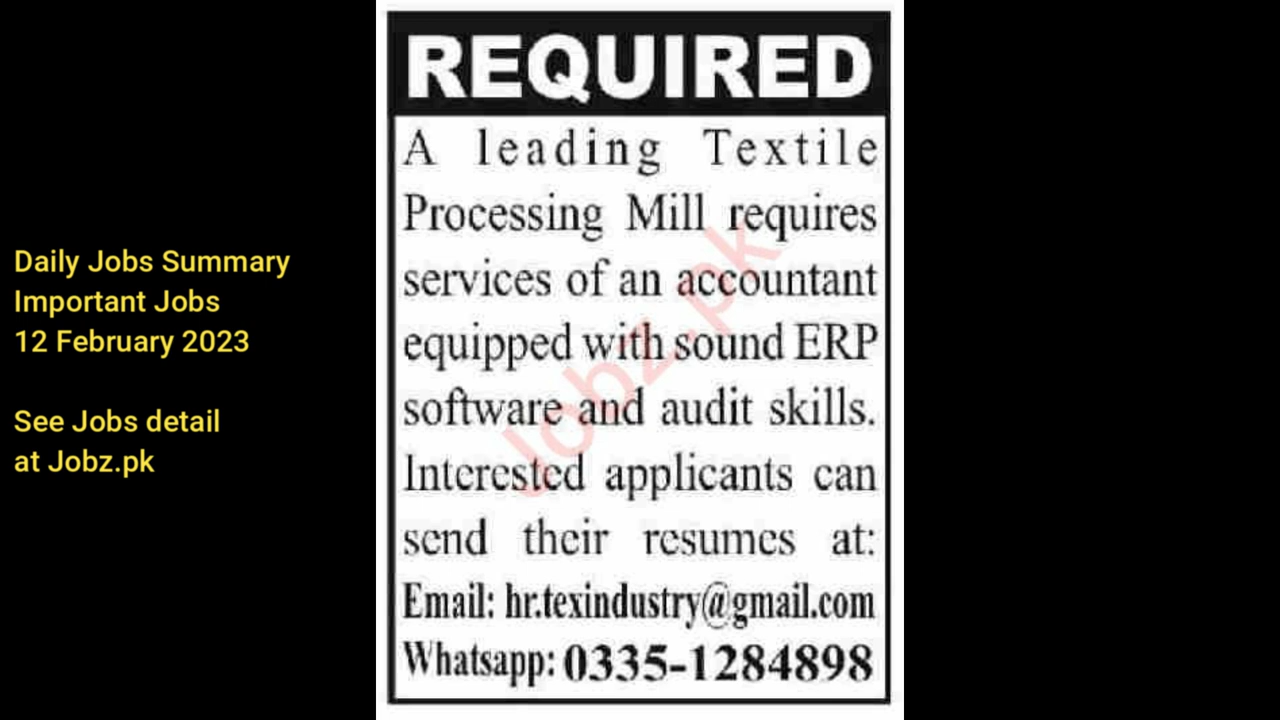 Daily Jobs Summary
Important Jobs
12 February 2023
See Jobs detail
at Jobz.pk
REQUIRED
A leading Textile
Processing Mill requires
services of an accountant
equipped with sound ERP
software and audit skills.
Interested applicants can
send their resumes at:
Email: hr.texindustry@gmail.com
Whatsapp: 0335-1284898
Jobz.pk